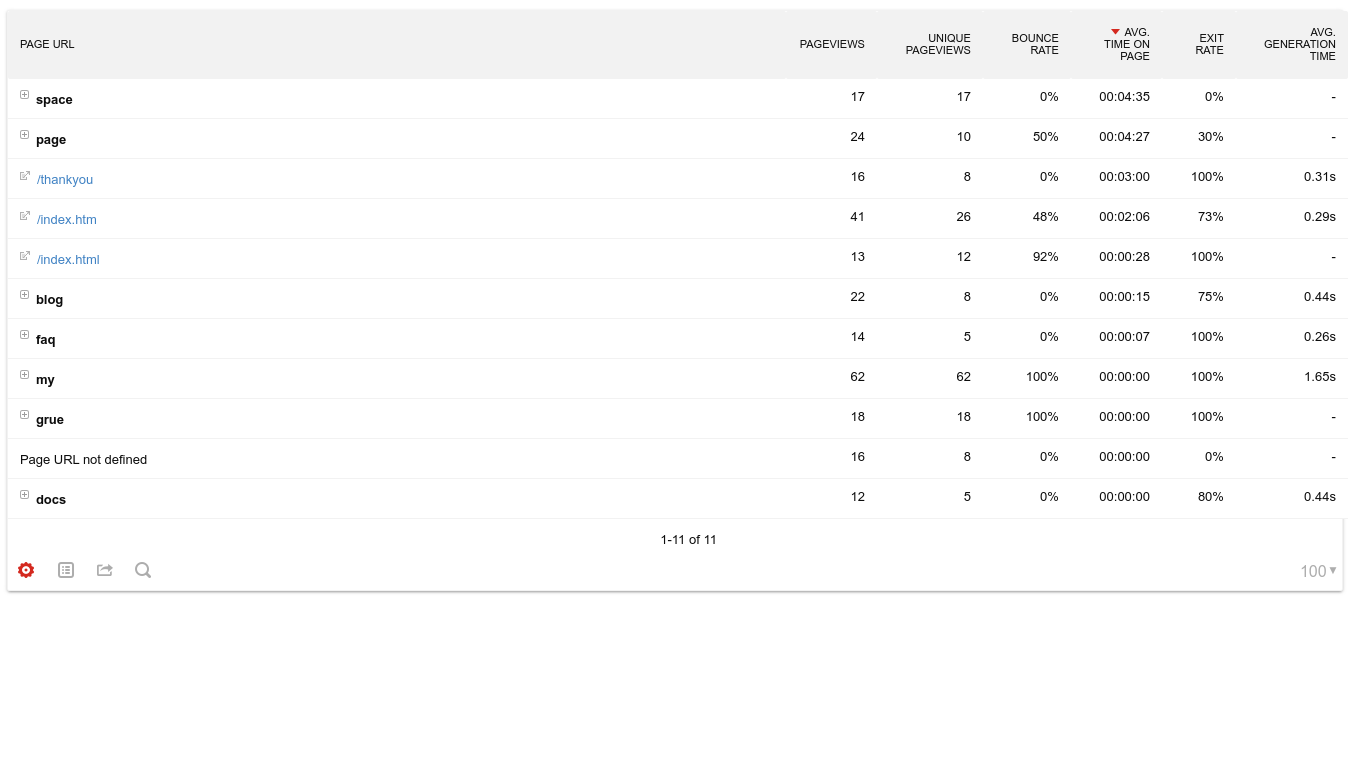 PAGE URL PAGEVIEWS UNIQUE PAGEVIEWS BOUNCE RATE AVG. TIME ON PAGE EXIT RATE AVG. GENERATION TIME
space 17 17 0% 00:04:35 0% -
page 24 10 50% 00:04:27 30% -
/thankyou 16 8 0% 00:03:00 100% 0.31s
/index.htm 41 26 48% 00:02:06 73% 0.29s
/index.html 13 12 92% 00:00:28 100% -
blog 22 8 0% 00:00:15 75% 0.44s
faq 14 5 0% 00:00:07 100% 0.26s
my 62 62 100% 00:00:00 100% 1.65s
grue 18 18 100% 00:00:00 100% -
Page URL not defined 16 8 0% 00:00:00 0% -
docs 12 5 0% 00:00:00 80% 0.44s
1-11 of 11
100